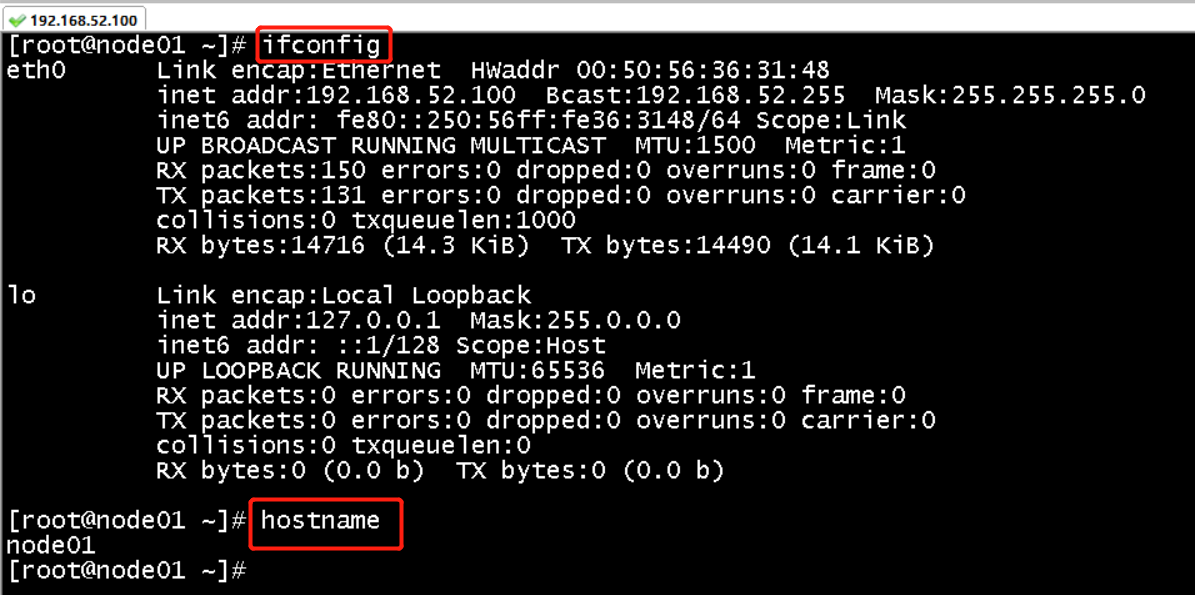 192.168.52.100
[root@node01 ~]# ifconfig
eth0 Link encap:Ethernet HWaddr 00:50:56:36:31:48
inet addr:192.168.52.100 Bcast:192.168.52.255 Mask:255.255.255.0
inet6 addr: fe80::250:56ff:fe36:3148/64 Scope:Link
UP BROADCAST RUNNING MULTICAST MTU:1500 Metric:1
RX packets:150 errors:0 dropped:0 overruns:0 frame:0
TX packets:131 errors:0 dropped:0 overruns:0 carrier:0
collisions:0 txqueuelen:1000
RX bytes:14716 (14.3 KiB) TX bytes:14490 (14.1 KiB)
lo Link encap:Local Loopback
inet addr:127.0.0.1 Mask:255.0.0.0
inet6 addr: ::1/128 Scope:Host
UP LOOPBACK RUNNING MTU:65536 Metric:1
RX packets:0 errors:0 dropped:0 overruns:0 frame:0
TX packets:0 errors:0 dropped:0 overruns:0 carrier:0
collisions:0 txqueuelen:0
RX bytes:0 (0.0 b) TX bytes:0 (0.0 b)
[root@node01 ~]# hostname
node01
[root@node01 ~]#